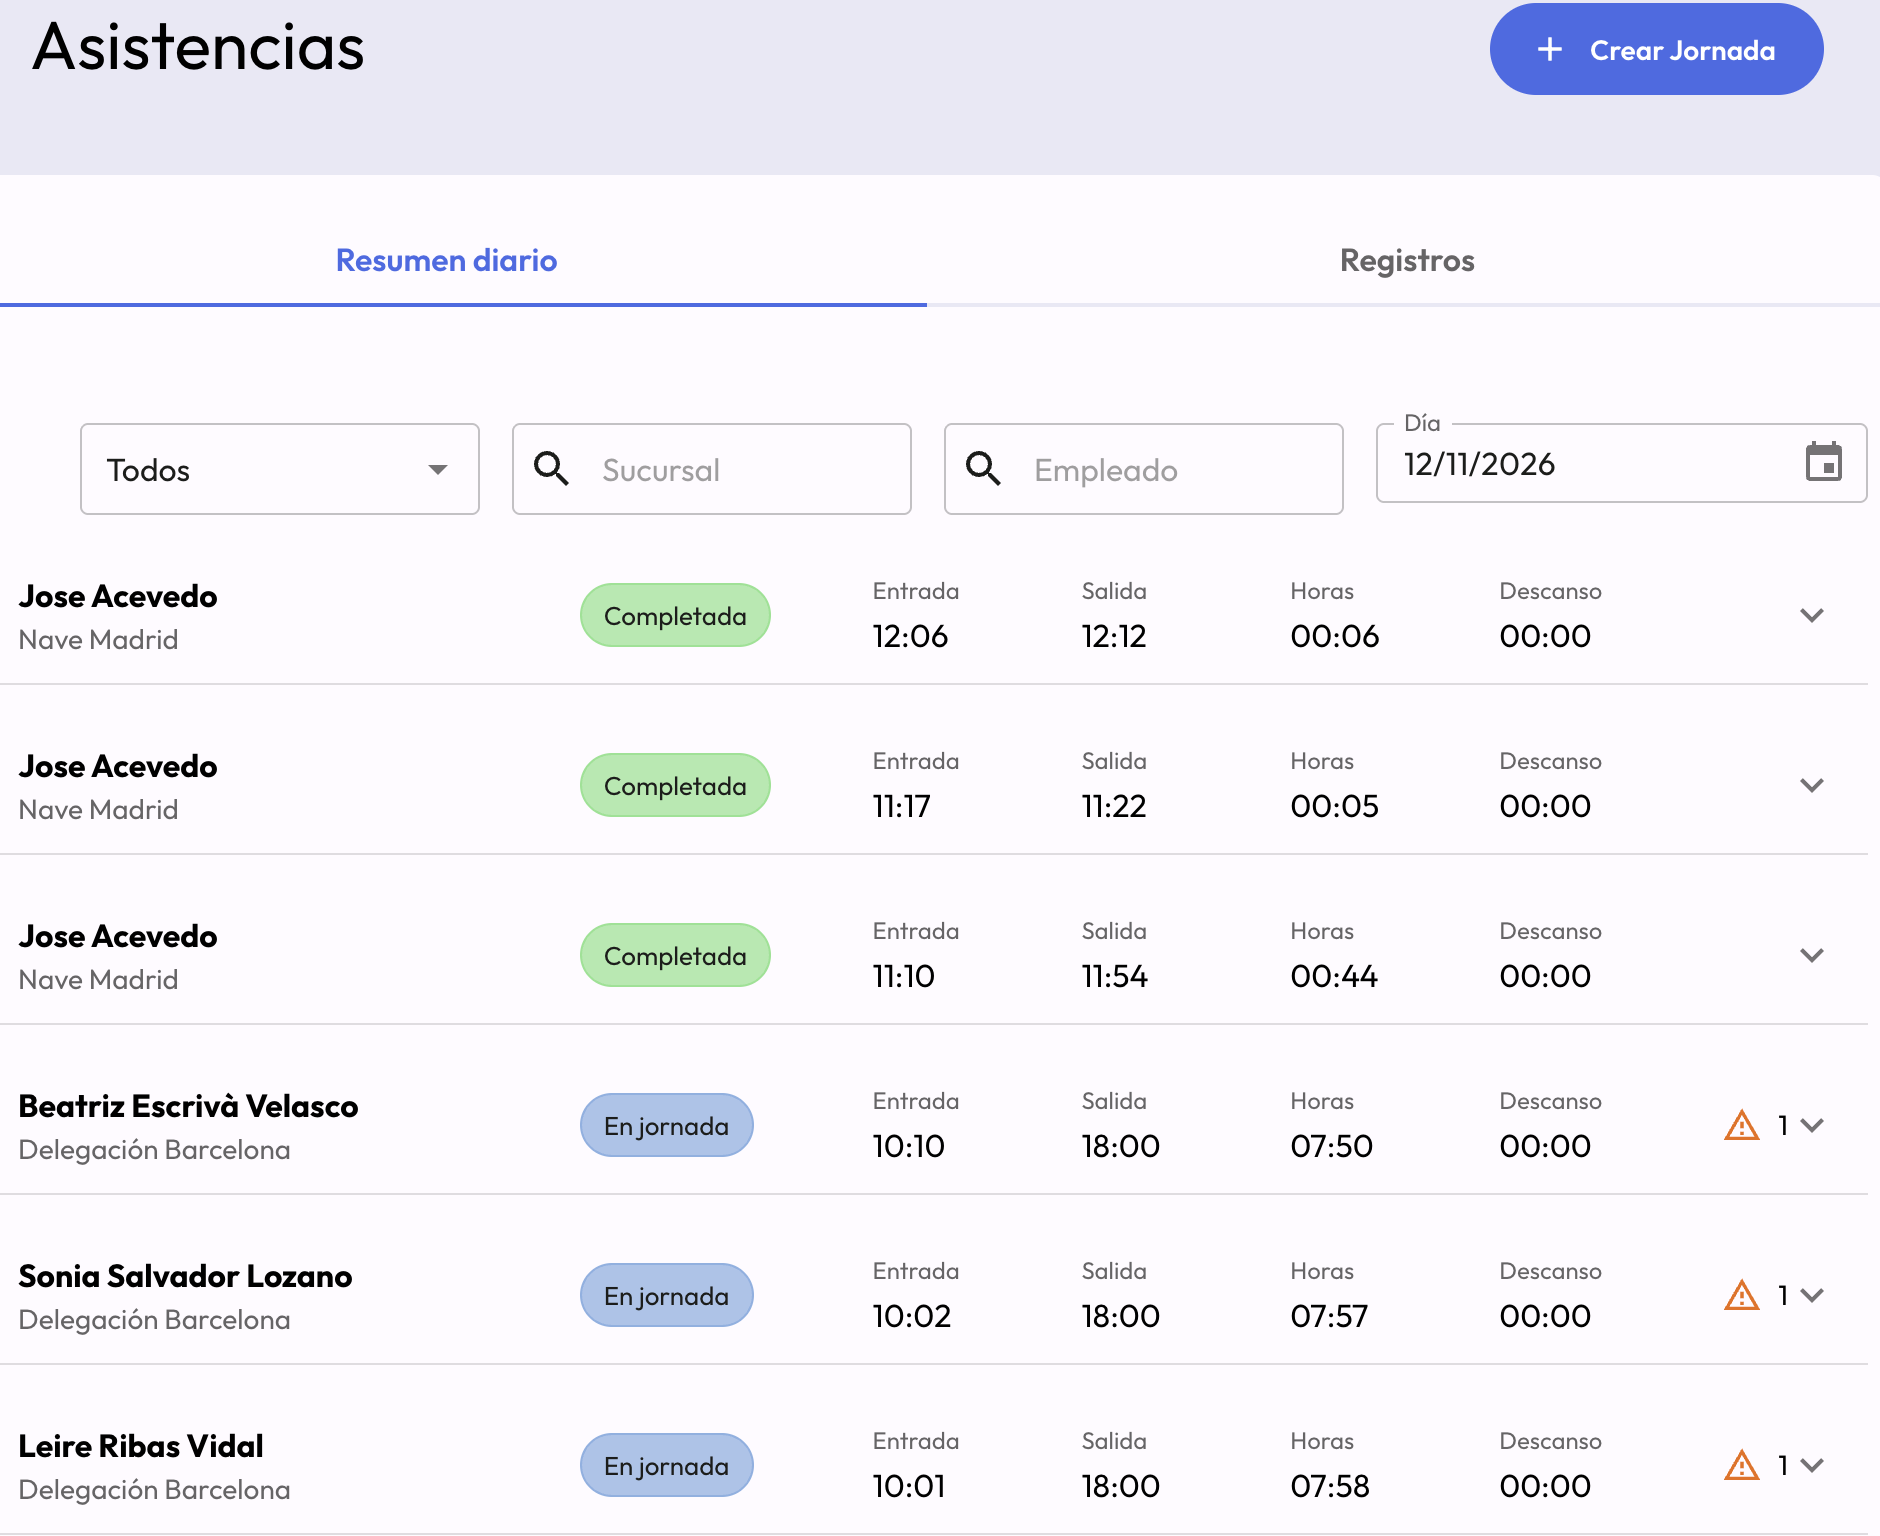 Asistencias
+ Crear Jornada
Resumen diario
Registros
Todos
Sucursal
Empleado
Día
12/11/2026
Jose Acevedo
Nave Madrid
Completada
Entrada
12:06
Salida
12:12
Horas
00:06
Descanso
00:00
Jose Acevedo
Nave Madrid
Completada
Entrada
11:17
Salida
11:22
Horas
00:05
Descanso
00:00
Jose Acevedo
Nave Madrid
Completada
Entrada
11:10
Salida
11:54
Horas
00:44
Descanso
00:00
Beatriz Escrivà Velasco
Delegación Barcelona
En jornada
Entrada
10:10
Salida
18:00
Horas
07:50
Descanso
00:00
1
Sonia Salvador Lozano
Delegación Barcelona
En jornada
Entrada
10:02
Salida
18:00
Horas
07:57
Descanso
00:00
1
Leire Ribas Vidal
Delegación Barcelona
En jornada
Entrada
10:01
Salida
18:00
Horas
07:58
Descanso
00:00
1